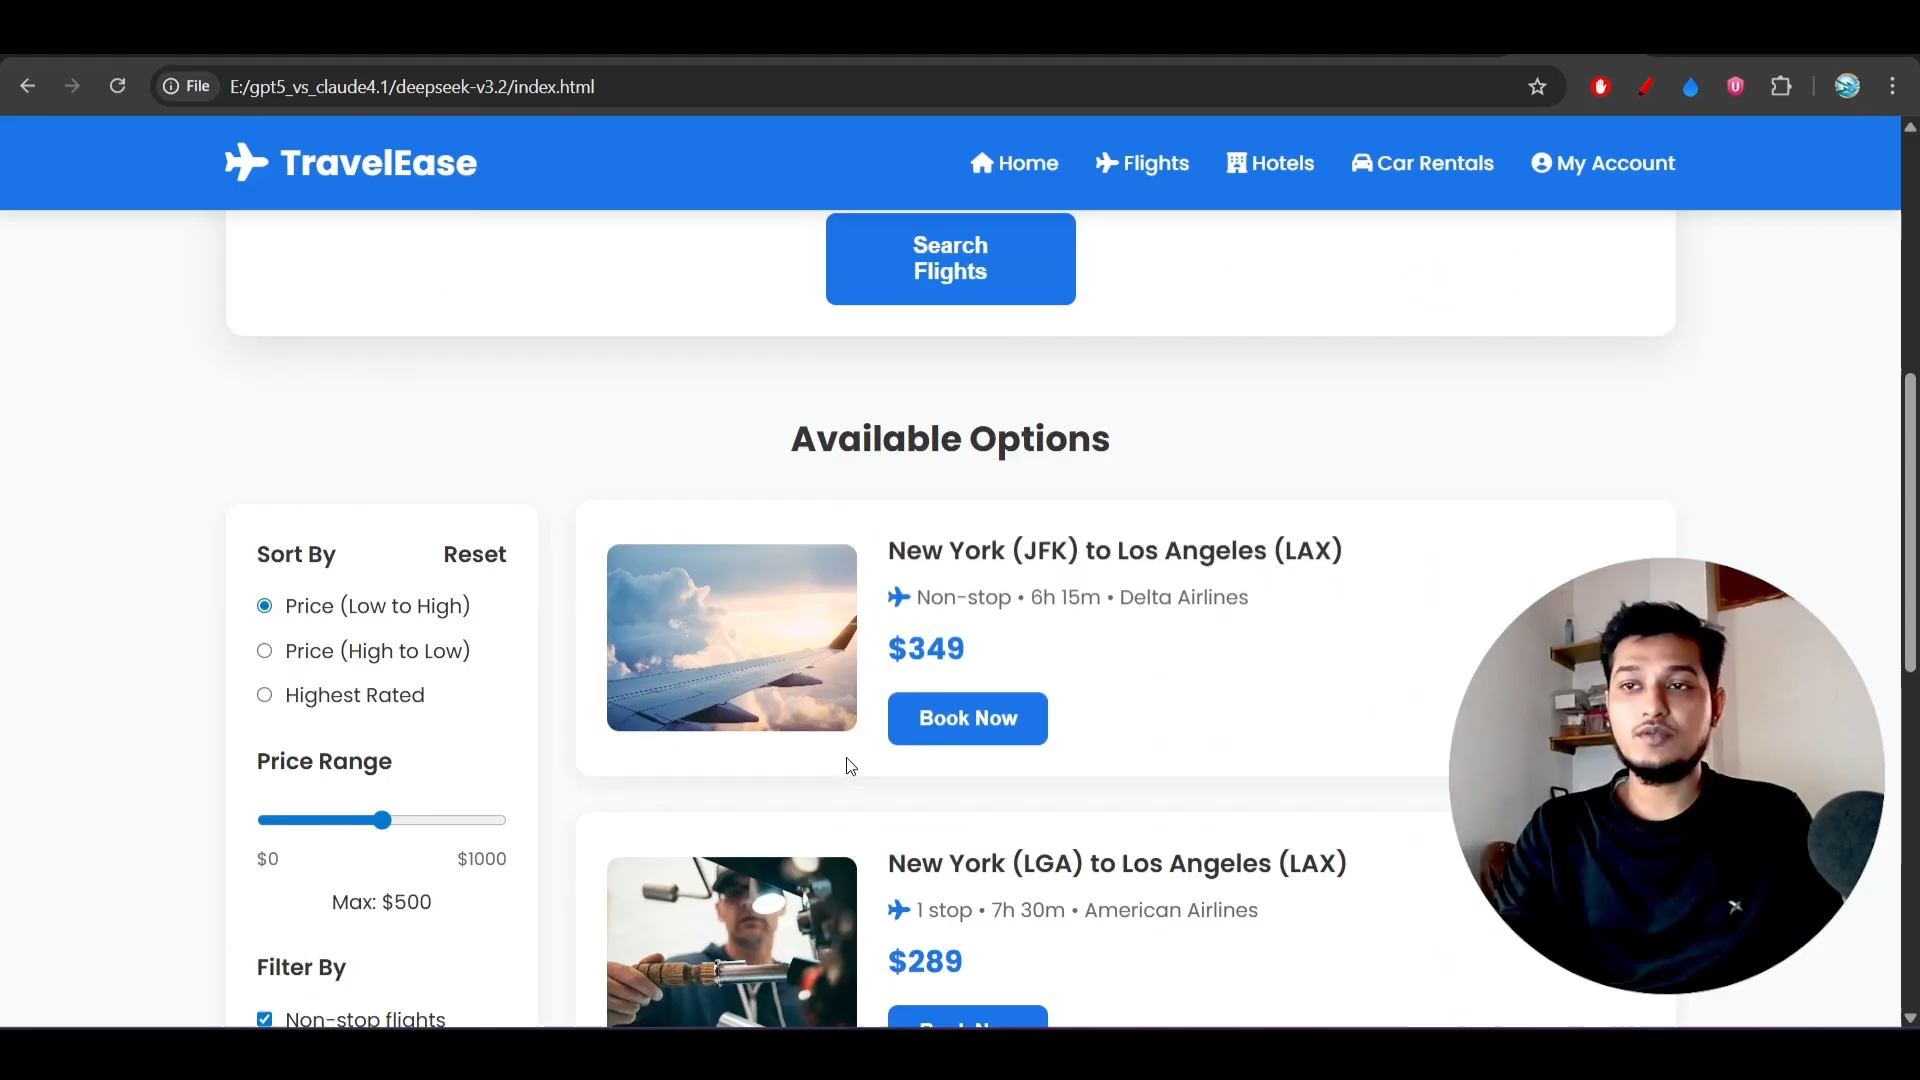 File
E:/gpt5_vs_claude4.1/deepseek-v3.2/index.html
TravelEase
Home
Flights
Hotels
Car Rentals
My Account
Search
Flights
Available Options
Sort By
Reset
Price (Low to High)
Price (High to Low)
Highest Rated
Price Range
$0
$1000
Max: $500
Filter By
Non-stop flights
New York (JFK) to Los Angeles (LAX)
Non-stop • 6h 15m • Delta Airlines
$349
Book Now
New York (LGA) to Los Angeles (LAX)
1 stop • 7h 30m • American Airlines
$289